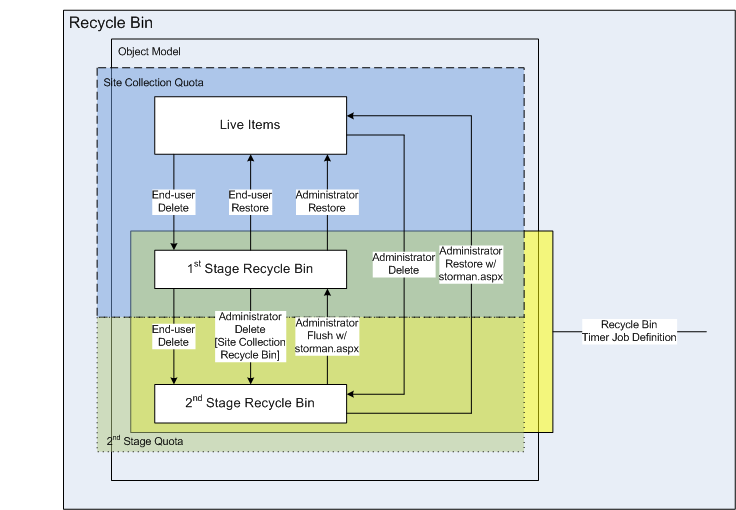 Recycle Bin
Object Model
Site Collection Quota
Live Items
End-user
Delete
End-user
Restore
Administrator
Restore
Administrator
Delete
Administrator
Restore w/
storman.aspx
1st Stage Recycle Bin
End-user
Delete
Administrator
Delete
[Site Collection
Recycle Bin]
Administrator
Flush w/
storman.aspx
Recycle Bin
Timer Job Definition
2nd Stage Recycle Bin
2nd Stage Quota